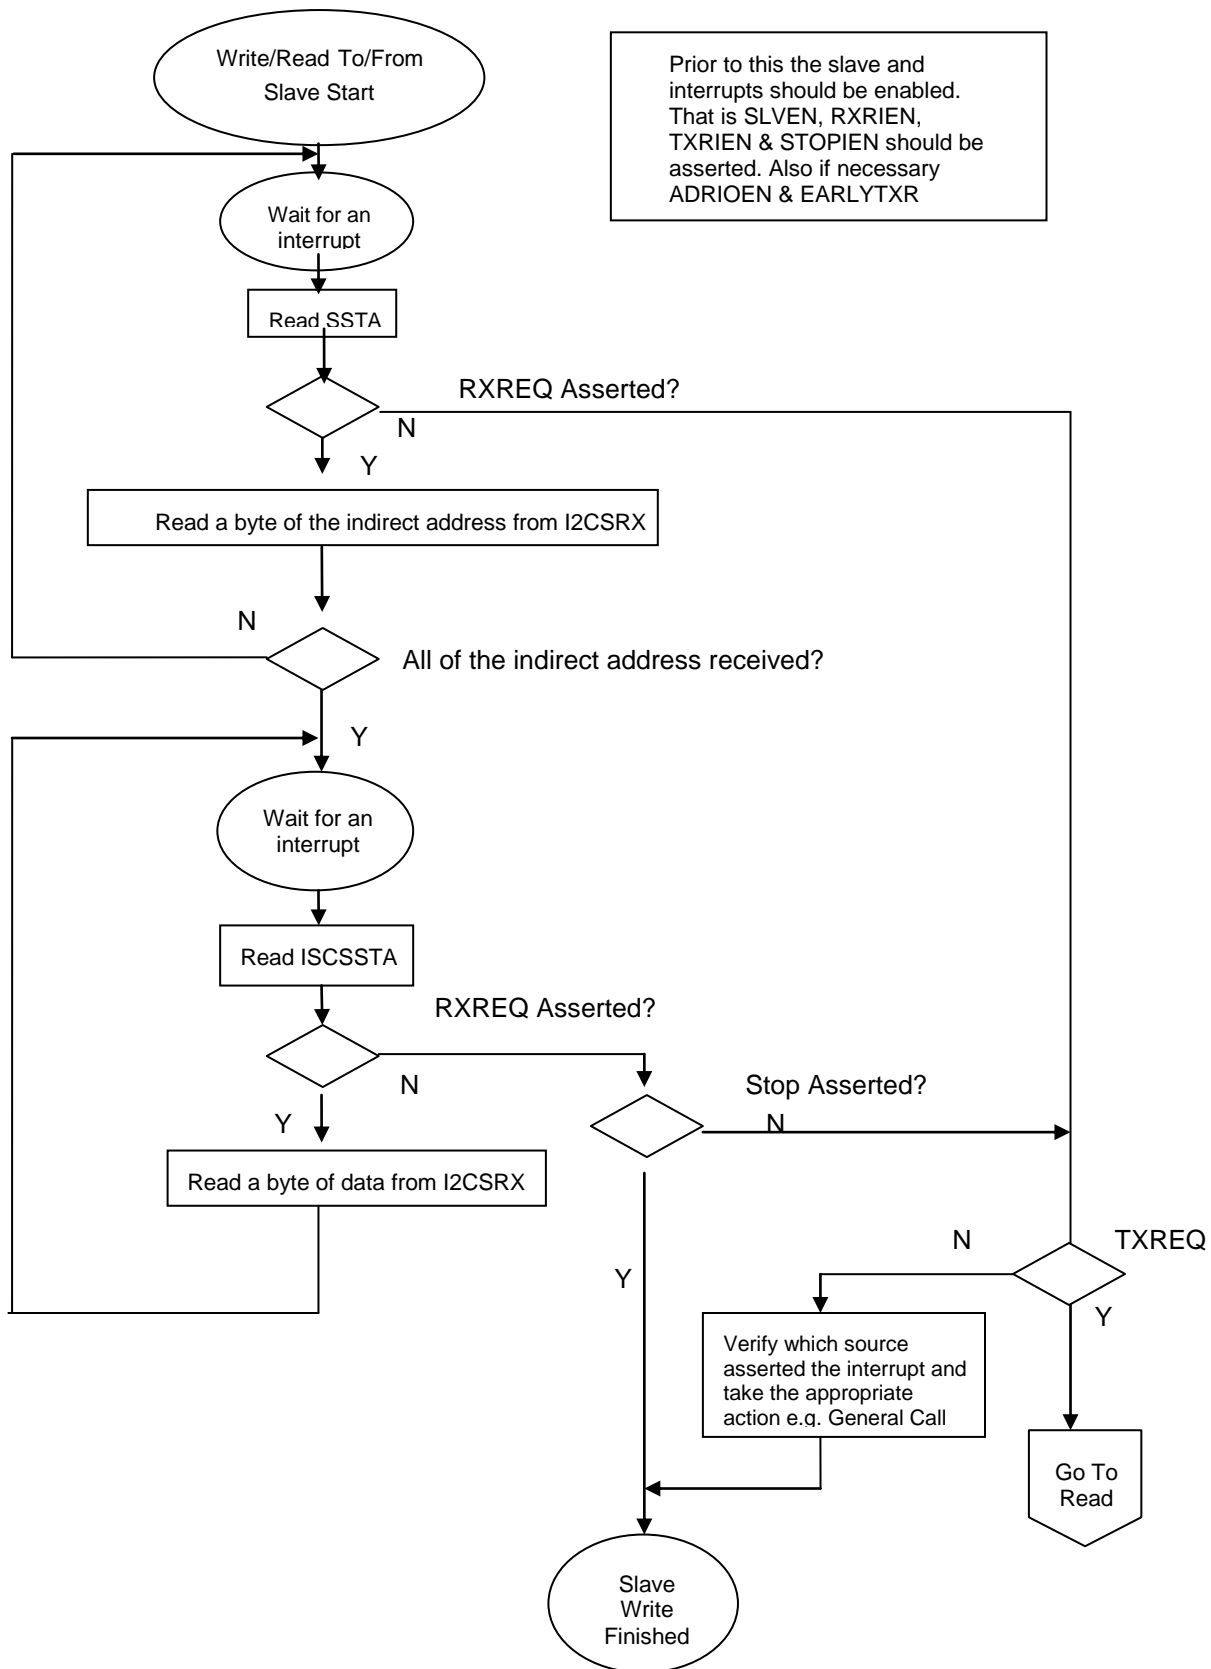 Write/Read To/From
Slave Start
Prior to this the slave and
interrupts should be enabled.
That is SLVEN, RXRIEN,
TXRIEN & STOPIEN should be
asserted. Also if necessary
ADRIOEN & EARLYTXR
Wait for an
interrupt
Read SSTA
RXREQ Asserted?
N
Y
Read a byte of the indirect address from I2CSRX
N
All of the indirect address received?
Y
Wait for an
interrupt
Read ISCSSTA
RXREQ Asserted?
N
Y
Stop Asserted?
N
Read a byte of data from I2CSRX
N
TXREQ
Y
Y
Verify which source
asserted the interrupt and
take the appropriate
action e.g. General Call
Go To
Read
Slave
Write
Finished